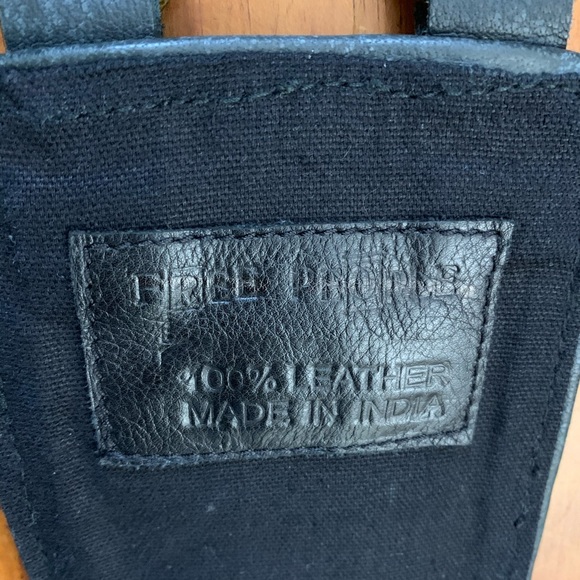 FREE PEOPLE
100% LEATHER
MADE IN INDIA